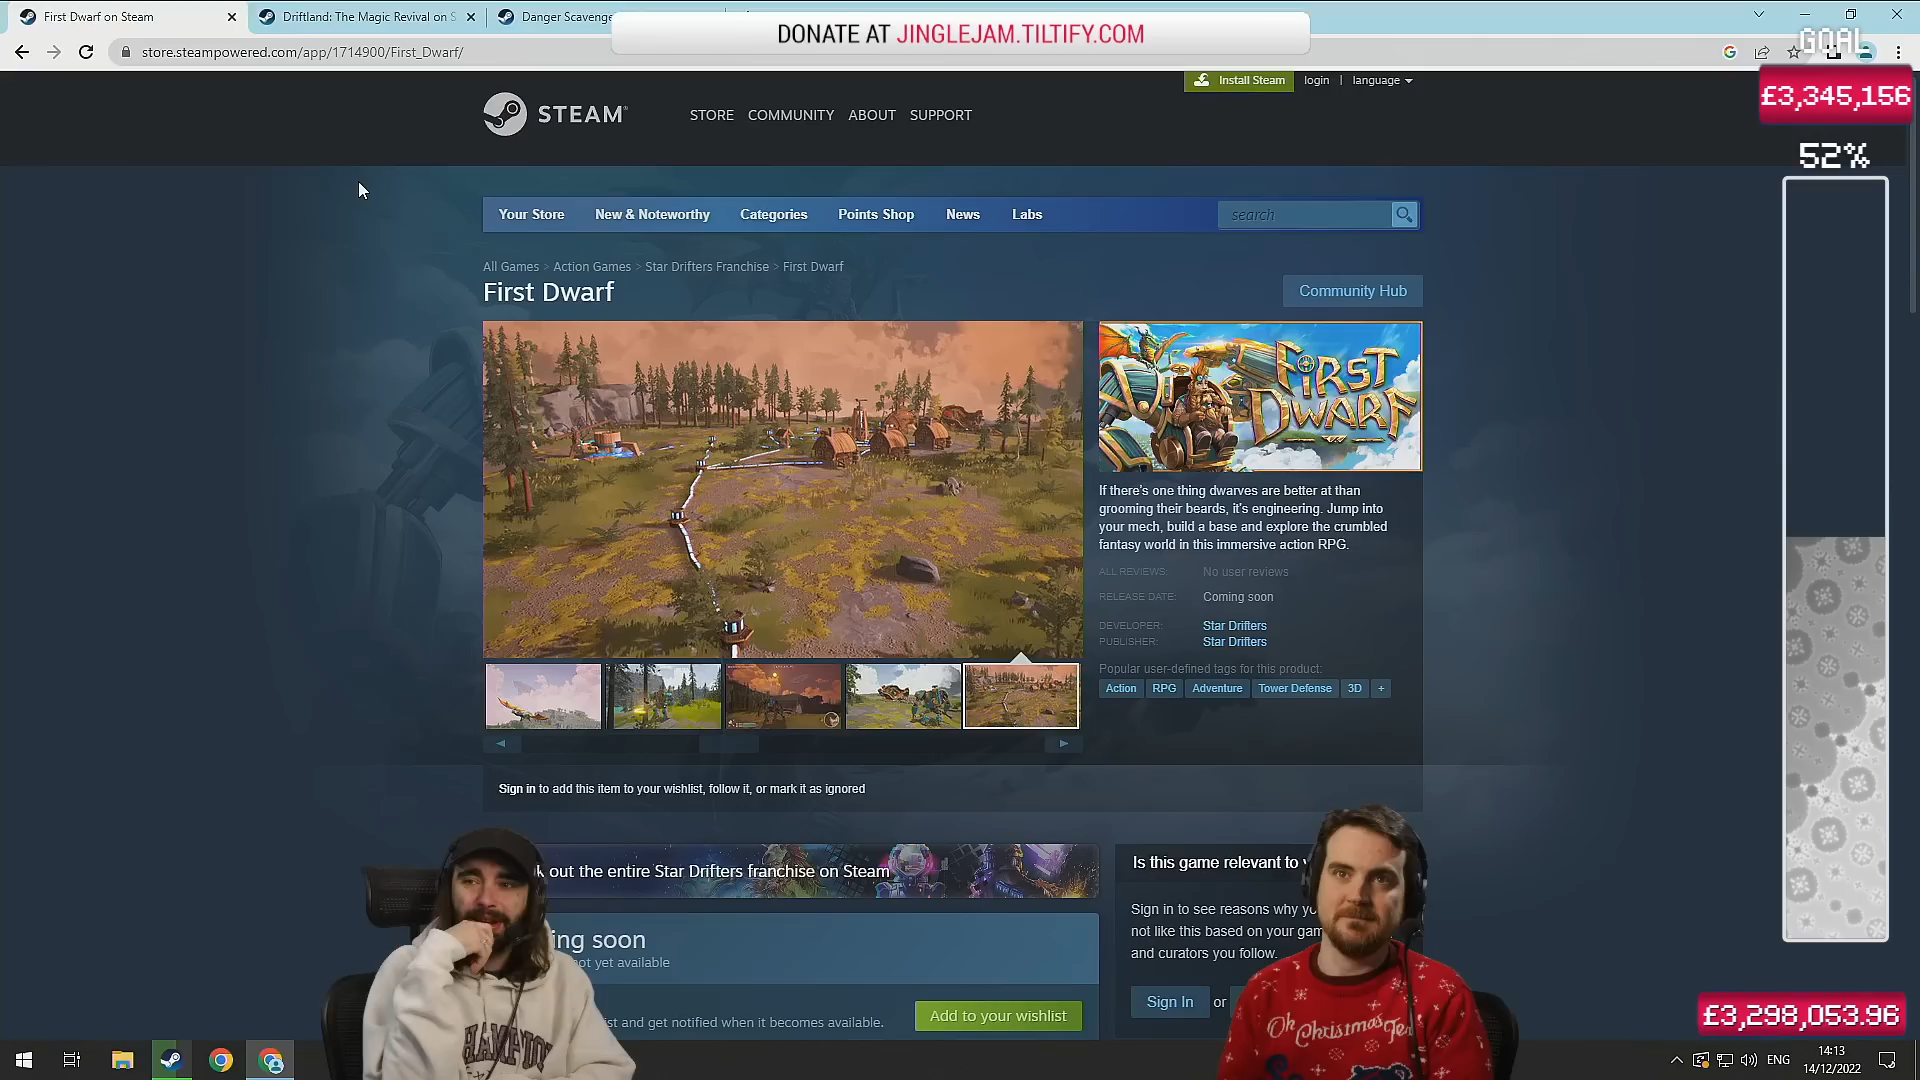 First Dwarf on Steam
Driftland: The Magic Revival on S
Danger Scavenge
DONATE AT JINGLEJAM.TILTIFY.COM
store.steampowered.com/app/1714900/First_Dwarf/
GOAL
£3,345,156
52%
Install Steam
login | language
STEAM
STORE COMMUNITY ABOUT SUPPORT
Your Store New & Noteworthy Categories Points Shop News Labs
search
All Games > Action Games > Star Drifters Franchise > First Dwarf
First Dwarf
Community Hub
FIRST DWARF
If there's one thing dwarves are better at than
grooming their beards, it's engineering. Jump into
your mech, build a base and explore the crumbled
fantasy world in this immersive action RPG.
ALL REVIEWS: No user reviews
RELEASE DATE: Coming soon
DEVELOPER: Star Drifters
PUBLISHER: Star Drifters
Popular user-defined tags for this product:
Action RPG Adventure Tower Defense 3D +
Sign in to add this item to your wishlist, follow it, or mark it as ignored
k out the entire Star Drifters franchise on Steam
Is this game relevant to
Sign in to see reasons why yo
not like this based on your gam
and curators you follow.
Sign In or
ing soon
not yet available
st and get notified when it becomes available.
Add to your wishlist
HAMPTO
Oh Christmas
£3,298,053.96
ENG
14:13
14/12/2022